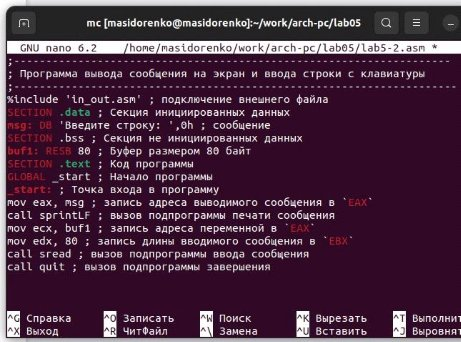 mc [masidorenko@masidorenko]:~/work/arch-pc/lab05
GNU nano 6.2 /home/masidorenko/work/arch-pc/lab05/lab5-2.asm *
;---------------------------------------------------------------
; Программа вывода сообщения на экран и ввода строки с клавиатуры
;---------------------------------------------------------------
%include 'in_out.asm' ; подключение внешнего файла
SECTION .data ; Секция инициированных данных
msg: DB 'Введите строку: ',0h ; сообщение
SECTION .bss ; Секция не инициированных данных
buf1: RESB 80 ; Буфер размером 80 байт
SECTION .text ; Код программы
GLOBAL _start ; Начало программы
_start: ; Точка входа в программу
mov eax, msg ; запись адреса выводимого сообщения в `EAX`
call sprintLF ; вызов подпрограммы печати сообщения
mov ecx, buf1 ; запись адреса переменной в `EAX`
mov edx, 80 ; запись длины вводимого сообщения в `EBX`
call sread ; вызов подпрограммы ввода сообщения
call quit ; вызов подпрограммы завершения
^G Справка ^O Записать ^W Поиск ^K Вырезать ^T Выполнит
^X Выход ^R ЧитФайл ^\ Замена ^U Вставить ^J Выровнят